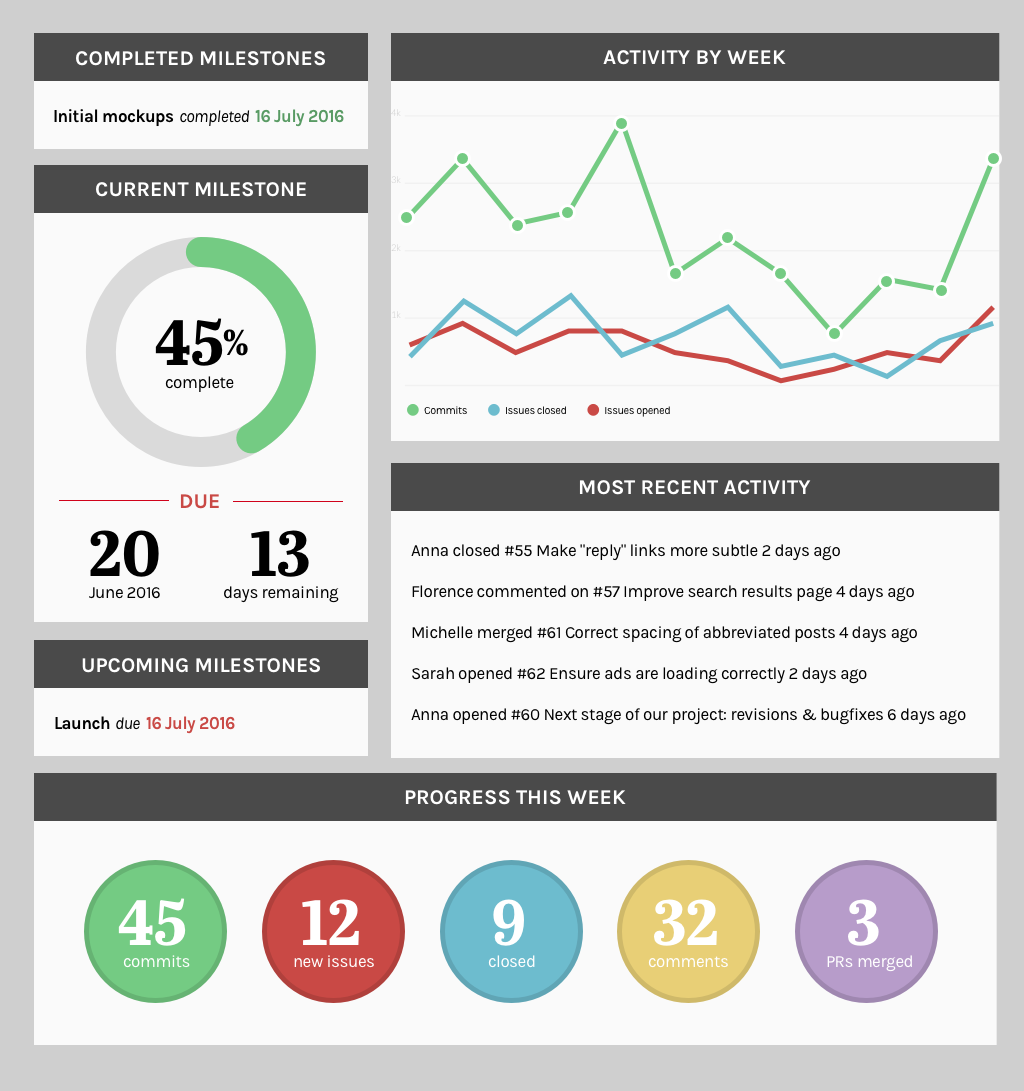 COMPLETED MILESTONES
Initial mockups completed 16 July 2016
CURRENT MILESTONE
45%
complete
DUE
20
June 2016
13
days remaining
UPCOMING MILESTONES
Launch due 16 July 2016
ACTIVITY BY WEEK
4k
3k
2k
1k
Commits
Issues closed
Issues opened
MOST RECENT ACTIVITY
Anna closed #55 Make "reply" links more subtle 2 days ago
Florence commented on #57 Improve search results page 4 days ago
Michelle merged #61 Correct spacing of abbreviated posts 4 days ago
Sarah opened #62 Ensure ads are loading correctly 2 days ago
Anna opened #60 Next stage of our project: revisions & bugfixes 6 days ago
PROGRESS THIS WEEK
45
commits
12
new issues
9
closed
32
comments
3
PRs merged